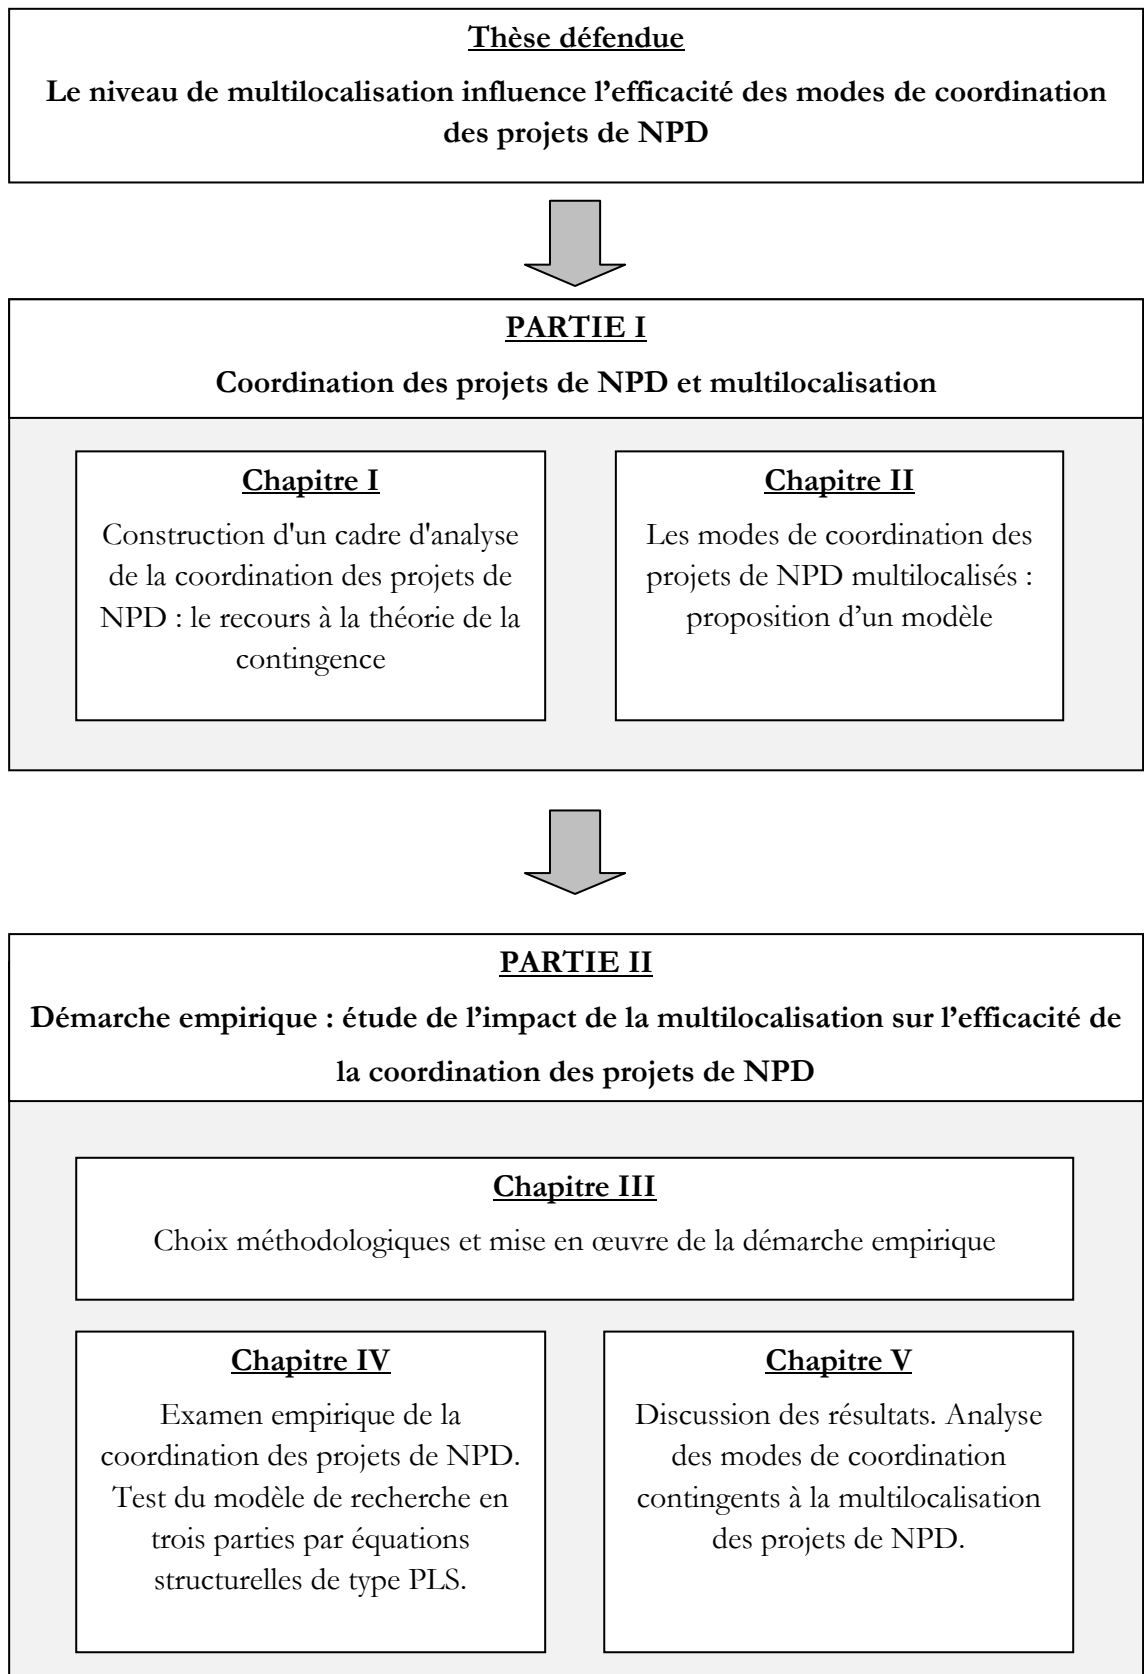 Thèse défendue
Le niveau de multilocalisation influence l’efficacité des modes de coordination
des projets de NPD
PARTIE I
Coordination des projets de NPD et multilocalisation
Chapitre I
Construction d'un cadre d'analyse
de la coordination des projets de
NPD : le recours à la théorie de la
contingence
Chapitre II
Les modes de coordination des
projets de NPD multilocalisés :
proposition d’un modèle
PARTIE II
Démarche empirique : étude de l’impact de la multilocalisation sur l’efficacité de
la coordination des projets de NPD
Chapitre III
Choix méthodologiques et mise en œuvre de la démarche empirique
Chapitre IV
Examen empirique de la
coordination des projets de NPD.
Test du modèle de recherche en
trois parties par équations
structurelles de type PLS.
Chapitre V
Discussion des résultats. Analyse
des modes de coordination
contingents à la multilocalisation
des projets de NPD.